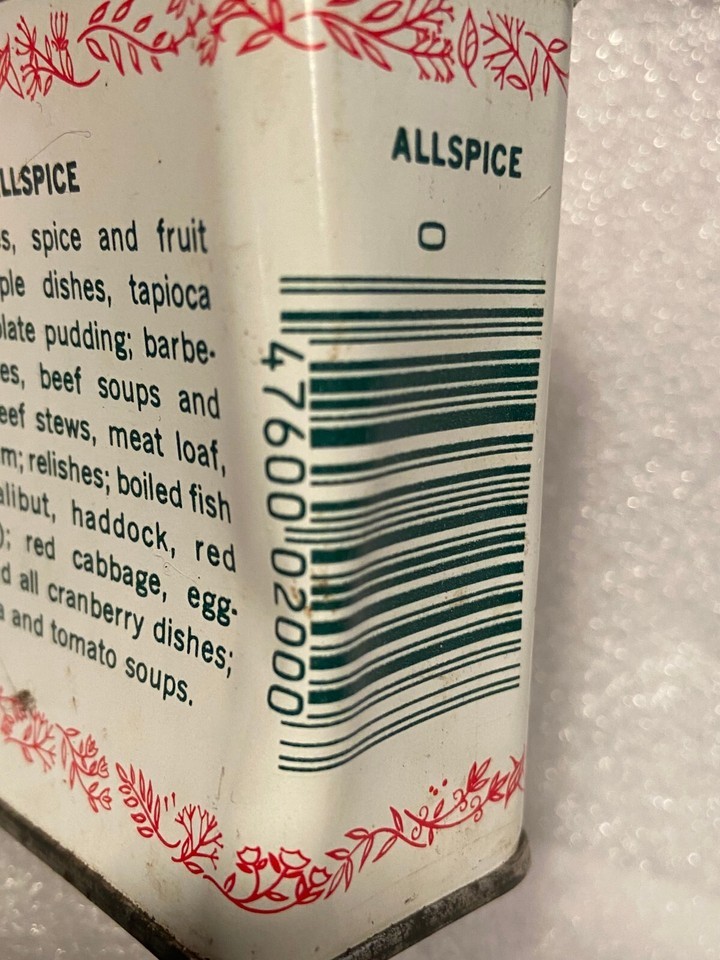 LLSPICE
s, spice and fruit
ple dishes, tapioca
late pudding; barbe-
es, beef soups and
eef stews, meat loaf,
m; relishes; boiled fish
alibut, haddock, red
); red cabbage, egg-
d all cranberry dishes;
a and tomato soups.
ALLSPICE
0
47600 02000